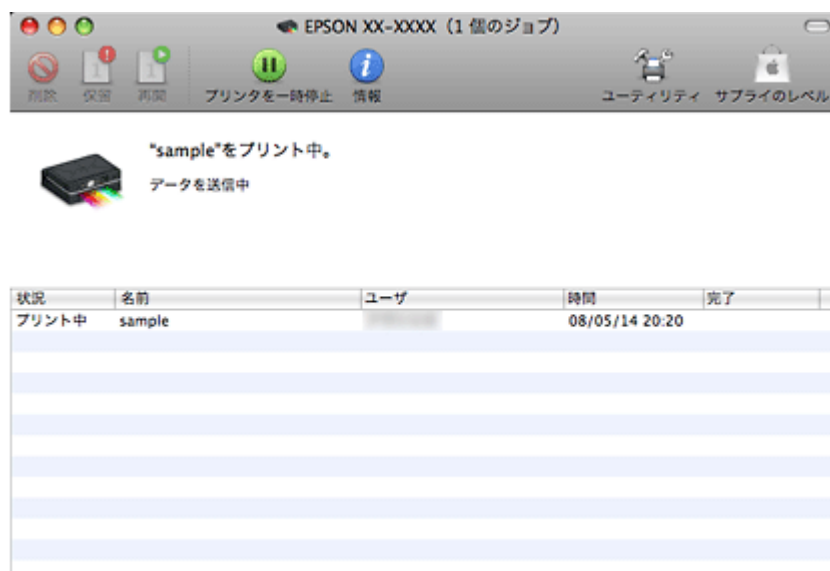 EPSON XX-XXXX（1 個のジョブ）
削除 保留 再開 プリンタを一時停止 情報 ユーティリティ サプライのレベル
"sample"をプリント中。
データを送信中
状況 名前 ユーザ 時間 完了
プリント中 sample 08/05/14 20:20